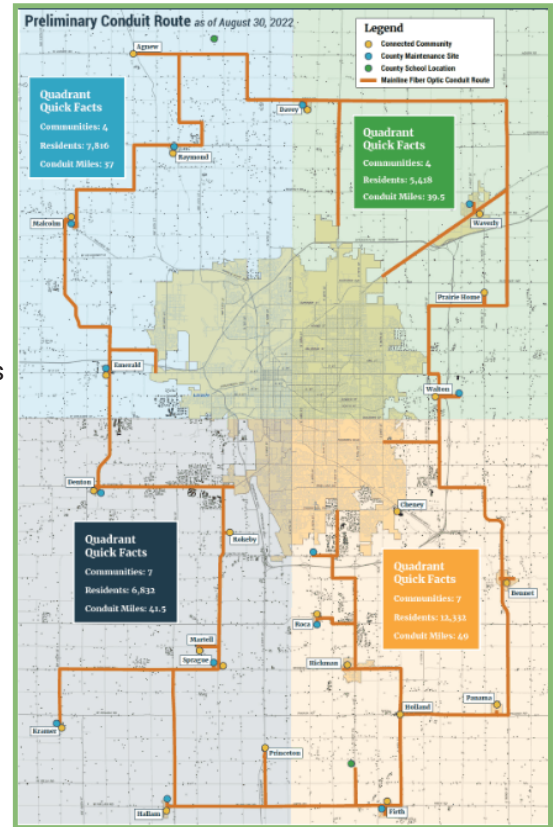 Preliminary Conduit Route as of August 30, 2022
Legend
Connected Community
County Maintenance Site
County School Location
Mainline Fiber Optic Conduit Route
Agnew
Davey
Quadrant
Quick Facts
Communities: 4
Residents: 7,816
Conduit Miles: 37
Quadrant
Quick Facts
Communities: 4
Residents: 5,418
Conduit Miles: 39.5
Raymond
Malcolm
Waverly
Prairie Home
s
Emerald
Walton
Denton
Cheney
Rokeby
Quadrant
Quick Facts
Communities: 7
Residents: 6,832
Conduit Miles: 41.5
Quadrant
Quick Facts
Communities: 7
Residents: 12,332
Conduit Miles: 49
Bennet
Roca
Martell
Sprague
Hickman
Panama
Holland
Kramer
Princeton
Hallam
Firth